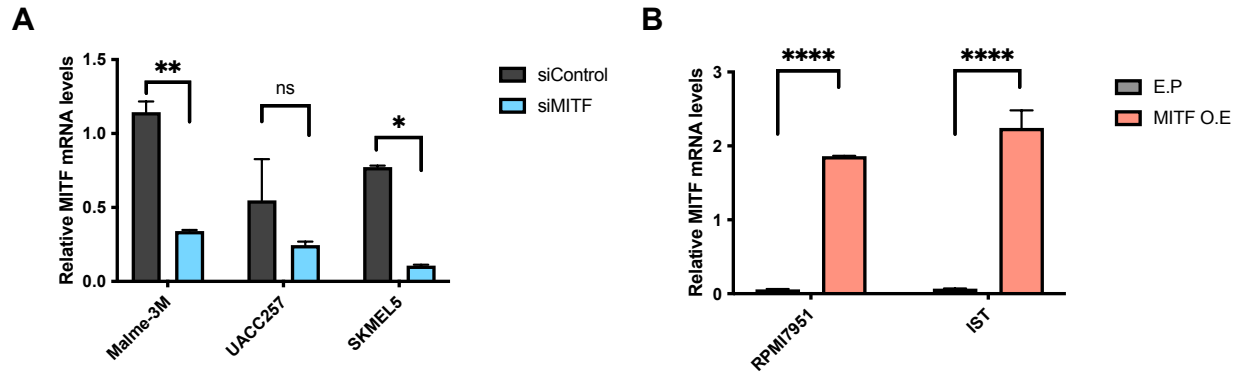 A
Relative MITF mRNA levels
1.5
1.0
0.5
0.0
**
ns
*
Malme-3M
UACC257
SKMEL5
siControl
siMITF
B
Relative MITF mRNA levels
3
2
1
0
****
****
RPMI7951
IST
E.P
MITF O.E